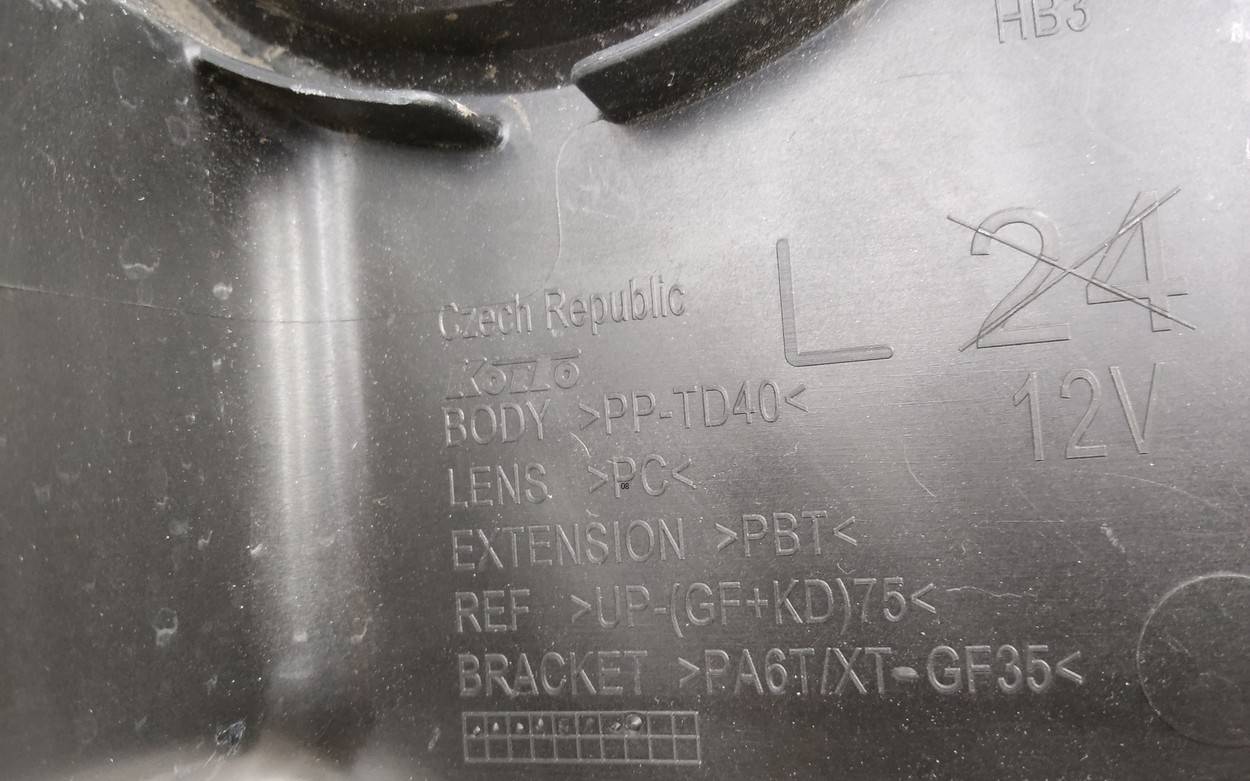 HB3
L 24
12V
Czech Republic
BODY >PP-TD40<
LENS >PC<
08
EXTENSION >PBT<
REF >UP-(GF+KD)75<
BRACKET >PA6T/XT-GF35<